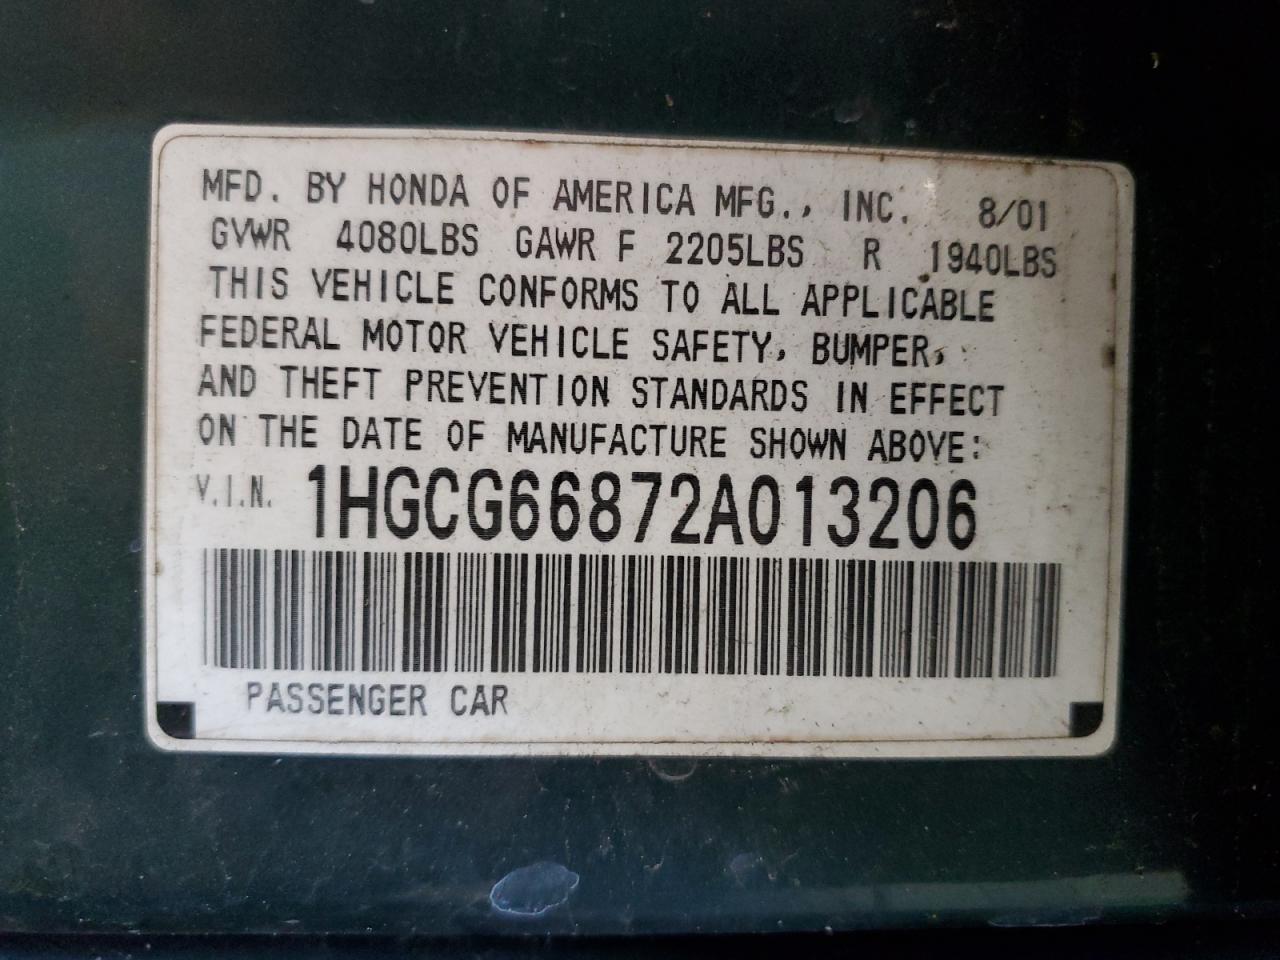 MFD. BY HONDA OF AMERICA MFG., INC. 8/01
GVWR 4080LBS GAWR F 2205LBS R 1940LBS
THIS VEHICLE CONFORMS TO ALL APPLICABLE
FEDERAL MOTOR VEHICLE SAFETY, BUMPER,
AND THEFT PREVENTION STANDARDS IN EFFECT
ON THE DATE OF MANUFACTURE SHOWN ABOVE:
V.I.N. 1HGCG66872A013206
PASSENGER CAR